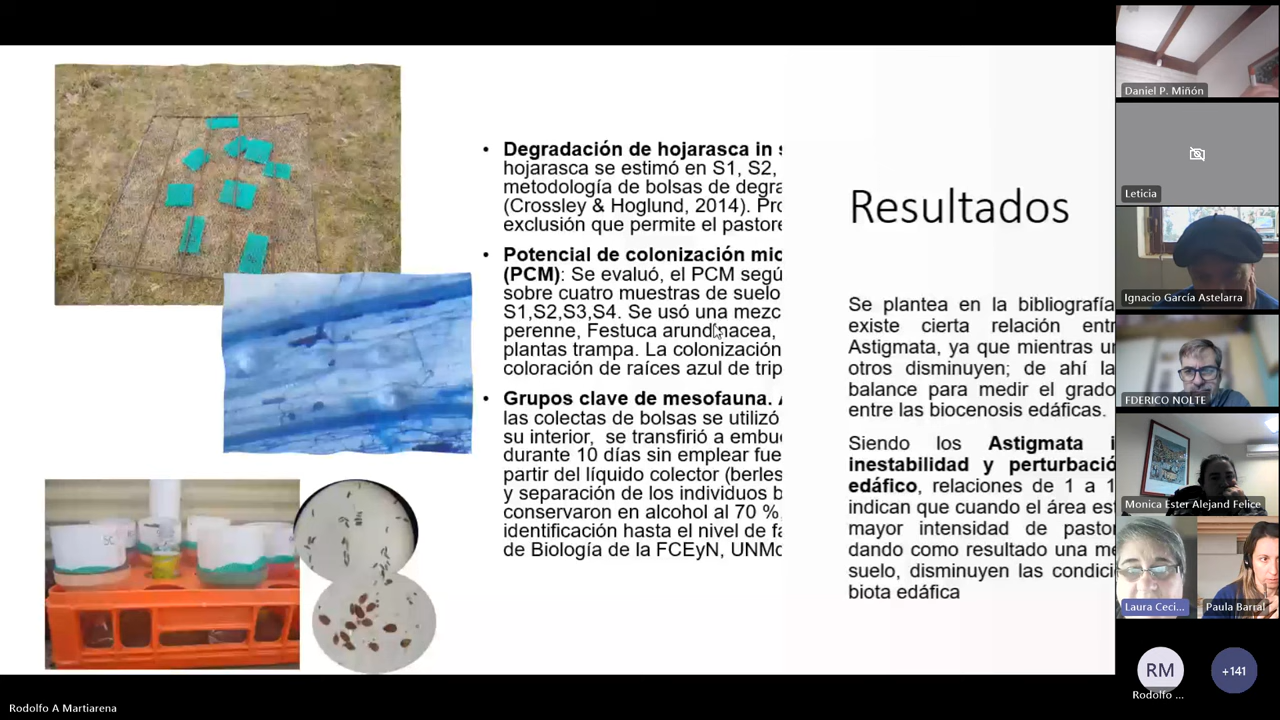 Degradación de hojarasca in
hojarasca se estimó en S1, S2,
metodología de bolsas de degra
(Crossley & Hoglund, 2014). Pro
exclusión que permite el pastore
Potencial de colonización mic
(PCM): Se evaluó, el PCM segú
sobre cuatro muestras de suelo
S1,S2,S3,S4. Se usó una mezc
perenne, Festuca arundinacea,
plantas trampa. La colonización
coloración de raíces azul de trip
Grupos clave de mesofauna.
las colectas de bolsas se utilizó
su interior, se transfirió a embu
durante 10 días sin emplear fue
partir del líquido colector (berles
y separación de los individuos b
conservaron en alcohol al 70 %
identificación hasta el nivel de fa
de Biología de la FCEyN, UNMd
Resultados
Se plantea en la bibliografía
existe cierta relación entr
Astigmata, ya que mientras un
otros disminuyen; de ahí la
balance para medir el grado
entre las biocenosis edáficas.
Siendo los Astigmata i
inestabilidad y perturbació
edáfico, relaciones de 1 a 1
indican que cuando el área es
mayor intensidad de pasto
dando como resultado una me
suelo, disminuyen las condici
biota edáfica
Daniel P. Miñón
Leticia
Ignacio García Astelarra
FDERICO NOLTE
Monica Ester Alejand Felice
Laura Ceci...
Paula Barral
RM
Rodolfo ...
+141
Rodolfo A Martiarena